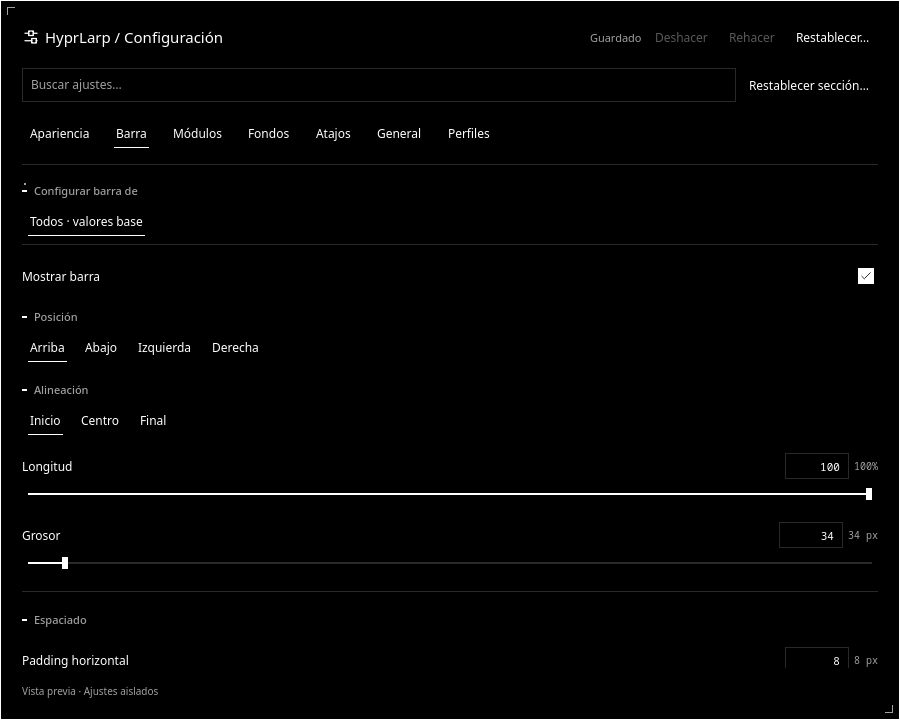 HyprLarp / Configuración
Guardado Deshacer Rehacer Restablecer...
Buscar ajustes...
Restablecer sección...
Apariencia Barra Módulos Fondos Atajos General Perfiles
Configurar barra de
Todos · valores base
Mostrar barra
Posición
Arriba Abajo Izquierda Derecha
Alineación
Inicio Centro Final
Longitud 100 100%
Grosor 34 34 px
Espaciado
Padding horizontal 8 8 px
Vista previa · Ajustes aislados